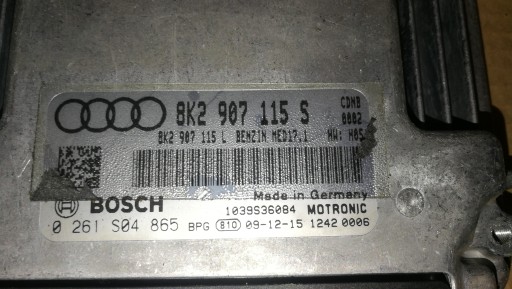 8K2 907 115 S CDNB
0002
8K2 907 115 L BENZIN MED17.1 HW: H05
BOSCH Made in Germany
1039S36084 MOTRONIC
0 261 S04 865 BPG 810 09-12-15 1242 0006